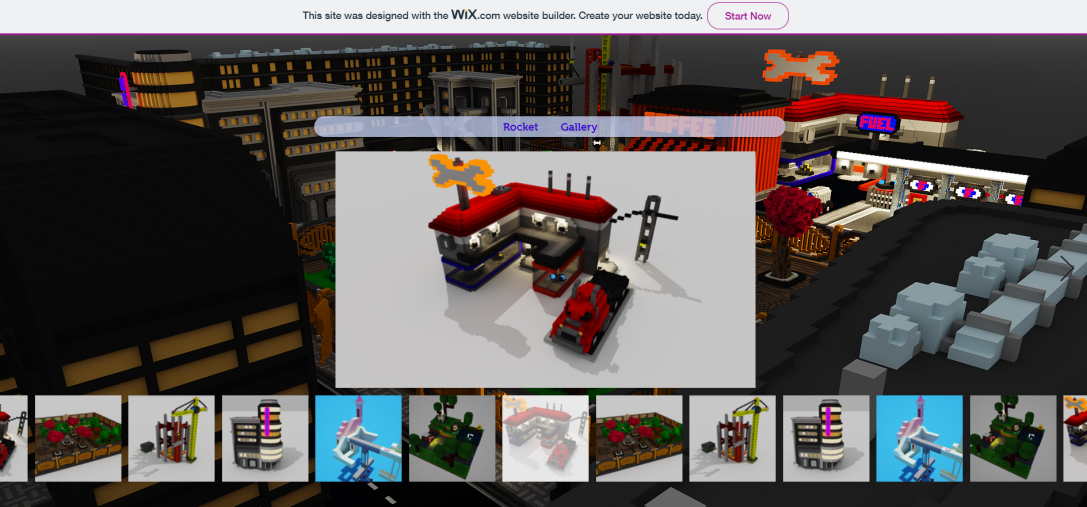 This site was designed with the WiX.com website builder. Create your website today.
Start Now
Rocket
Gallery
FUEL